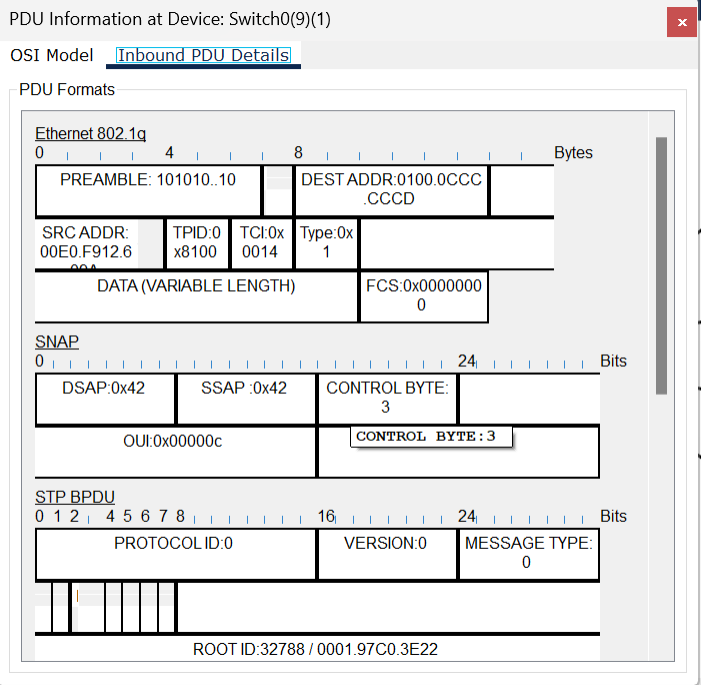 PDU Information at Device: Switch0(9)(1)
OSI Model Inbound PDU Details
PDU Formats
Ethernet 802.1q
0 4 8 Bytes
PREAMBLE: 101010..10
DEST ADDR:0100.0CCC
.CCCD
SRC ADDR:
00E0.F912.6
TPID:0
x8100
TCI:0x
0014
Type:0x
1
DATA (VARIABLE LENGTH)
FCS:0x0000000
0
SNAP
0 24 Bits
DSAP:0x42
SSAP :0x42
CONTROL BYTE:
3
CONTROL BYTE:3
OUI:0x00000c
STP BPDU
0 1 2 4 5 6 7 8 16 24 Bits
PROTOCOL ID:0
VERSION:0
MESSAGE TYPE:
0
ROOT ID:32788 / 0001.97C0.3E22